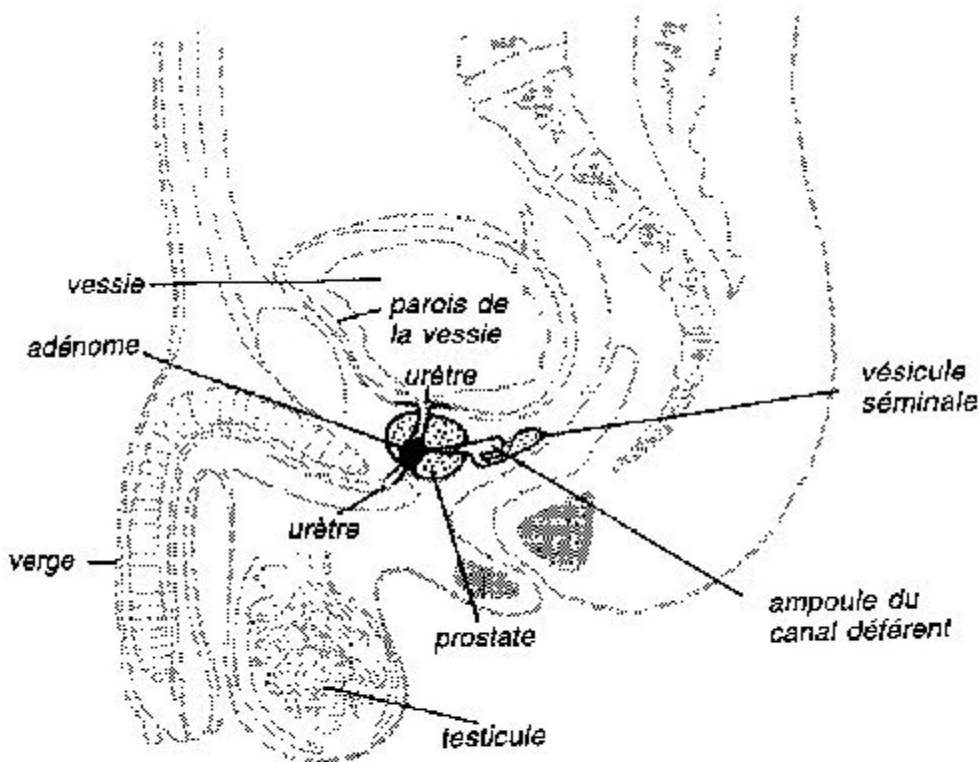 vessie
parois de
la vessie
adénome
urètre
vésicule
séminale
urètre
verge
ampoule du
canal déférent
prostate
testicule